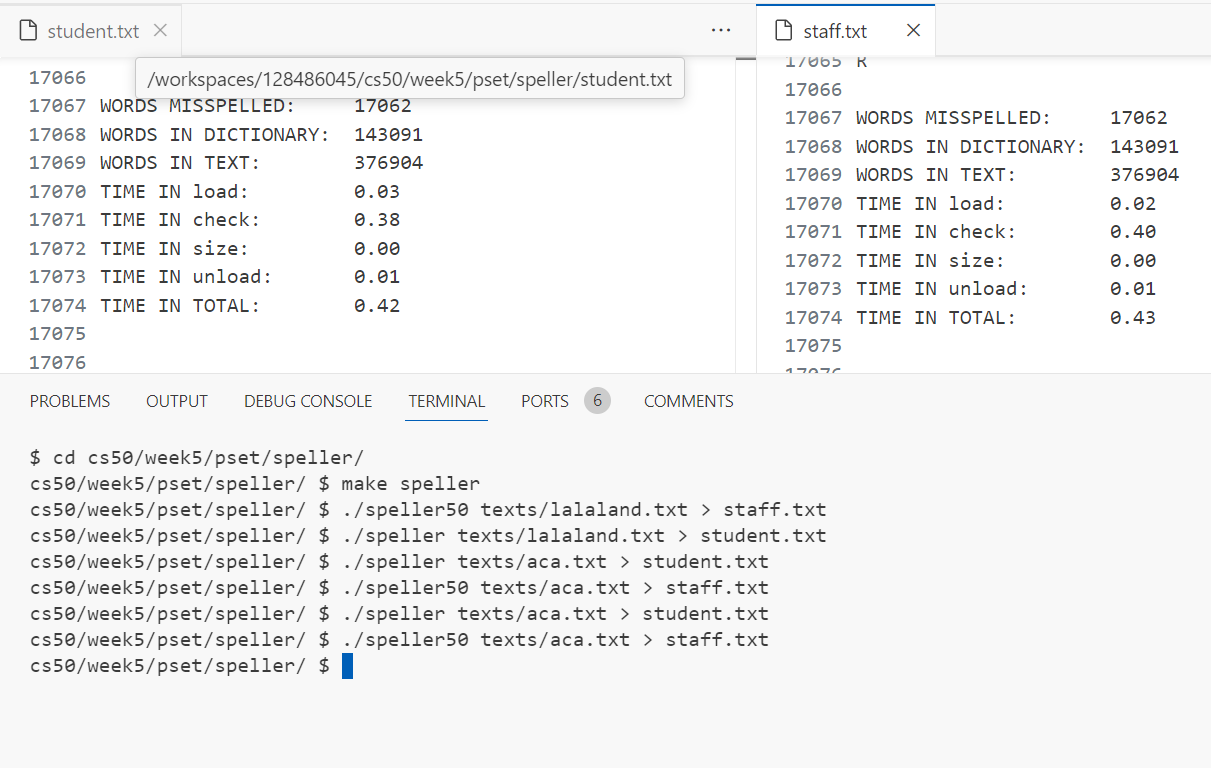 student.txt
17066
/workspaces/128486045/cs50/week5/pset/speller/student.txt
17067 WORDS MISSPELLED: 17062
17068 WORDS IN DICTIONARY: 143091
17069 WORDS IN TEXT: 376904
17070 TIME IN load: 0.03
17071 TIME IN check: 0.38
17072 TIME IN size: 0.00
17073 TIME IN unload: 0.01
17074 TIME IN TOTAL: 0.42
17075
17076
staff.txt
17065 R
17066
17067 WORDS MISSPELLED: 17062
17068 WORDS IN DICTIONARY: 143091
17069 WORDS IN TEXT: 376904
17070 TIME IN load: 0.02
17071 TIME IN check: 0.40
17072 TIME IN size: 0.00
17073 TIME IN unload: 0.01
17074 TIME IN TOTAL: 0.43
17075
17076
PROBLEMS OUTPUT DEBUG CONSOLE TERMINAL PORTS 6 COMMENTS
$ cd cs50/week5/pset/speller/
cs50/week5/pset/speller/ $ make speller
cs50/week5/pset/speller/ $ ./speller50 texts/lalaland.txt > staff.txt
cs50/week5/pset/speller/ $ ./speller texts/lalaland.txt > student.txt
cs50/week5/pset/speller/ $ ./speller texts/aca.txt > student.txt
cs50/week5/pset/speller/ $ ./speller50 texts/aca.txt > staff.txt
cs50/week5/pset/speller/ $ ./speller texts/aca.txt > student.txt
cs50/week5/pset/speller/ $ ./speller50 texts/aca.txt > staff.txt
cs50/week5/pset/speller/ $